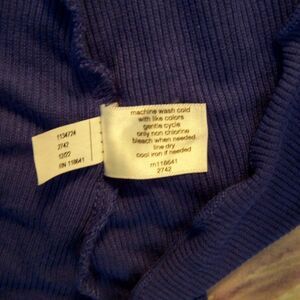 1134724
2742
12/22
RN 118641
machine wash cold
with like colors
gentle cycle
only non chlorine
bleach when needed
line dry
cool iron if needed
rn118641
2742